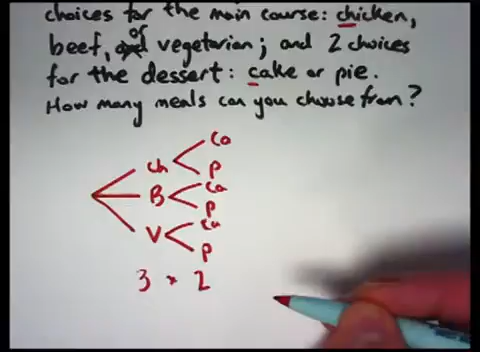 choices for the main course: chicken,
beef, of vegetarian; and 2 choices
for the dessert: cake or pie.
How many meals can you choose from?
Ca
Ch
P
Ca
B
P
Ca
V
P
3 * 2